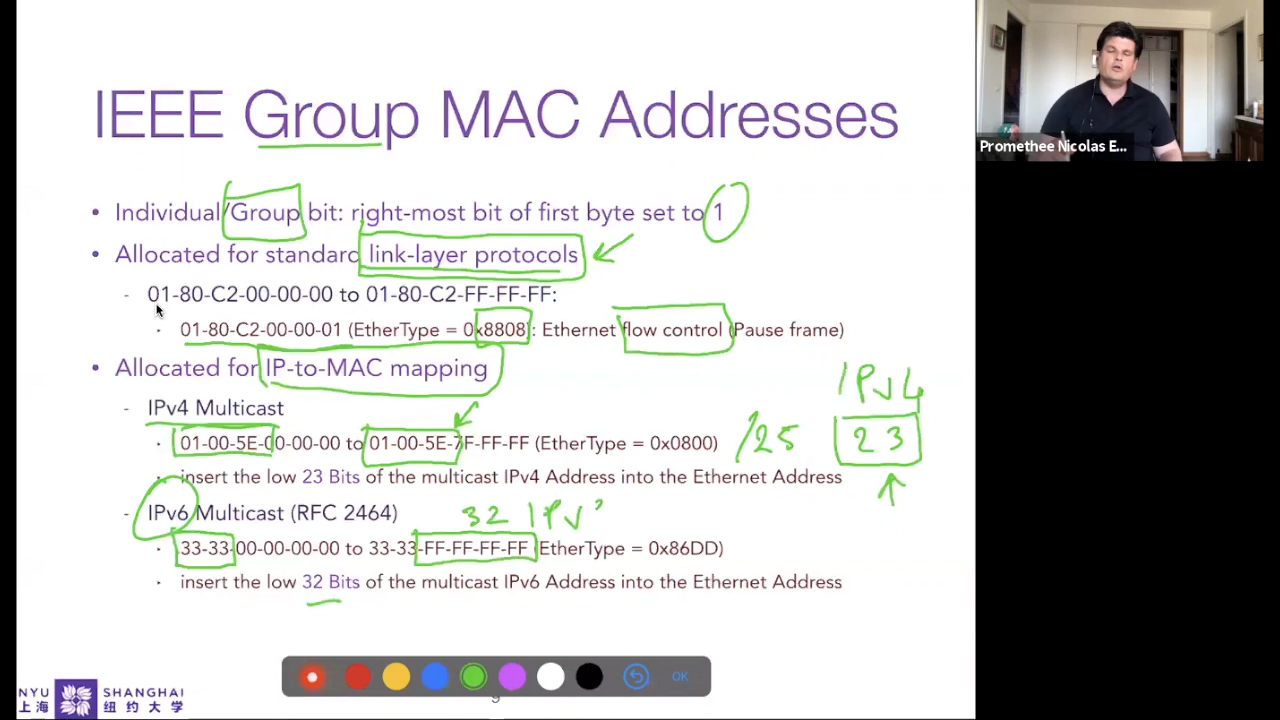 IEEE Group MAC Addresses
Promethee Nicolas E...
• Individual/Group bit: right-most bit of first byte set to 1
• Allocated for standard link-layer protocols
- 01-80-C2-00-00-00 to 01-80-C2-FF-FF-FF:
· 01-80-C2-00-00-01 (EtherType = 0x8808): Ethernet flow control (Pause frame)
• Allocated for IP-to-MAC mapping
IPv4
- IPv4 Multicast
· 01-00-5E-00-00-00 to 01-00-5E-7F-FF-FF (EtherType = 0x0800)
/25 23
· insert the low 23 Bits of the multicast IPv4 Address into the Ethernet Address
- IPv6 Multicast (RFC 2464)
32 IPv
· 33-33-00-00-00-00 to 33-33-FF-FF-FF-FF (EtherType = 0x86DD)
· insert the low 32 Bits of the multicast IPv6 Address into the Ethernet Address
OK
9
NYU SHANGHAI
上海 纽约大学